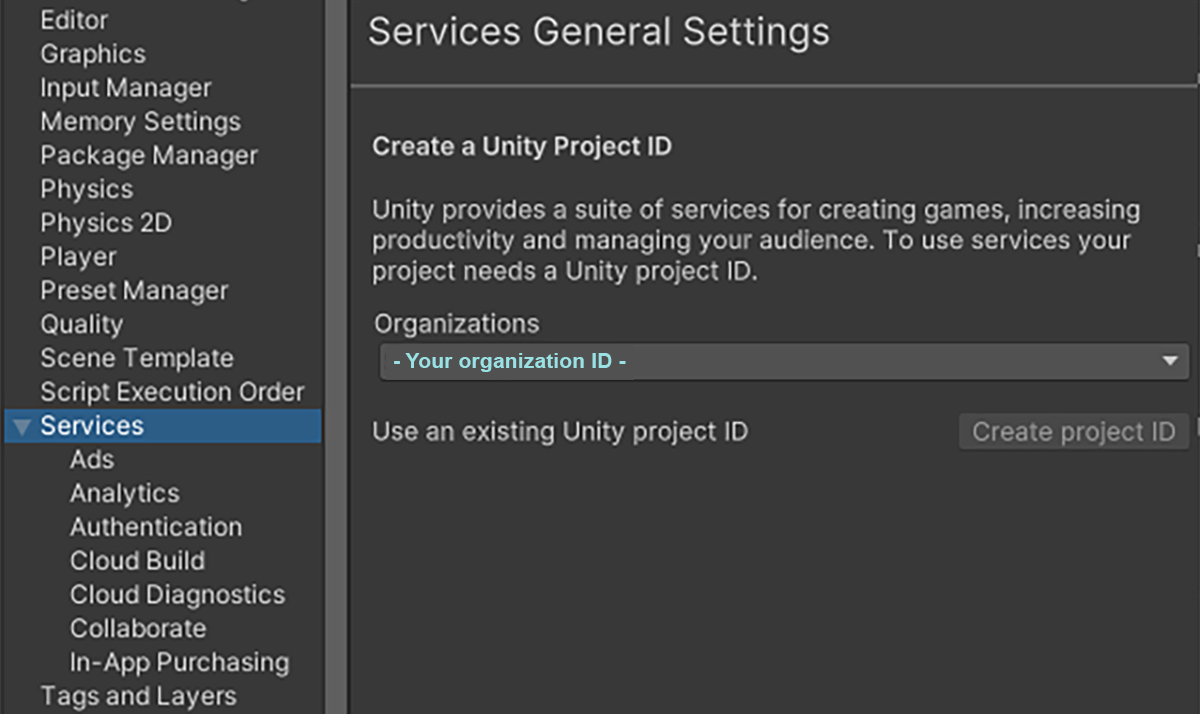 Editor
Graphics
Input Manager
Memory Settings
Package Manager
Physics
Physics 2D
Player
Preset Manager
Quality
Scene Template
Script Execution Order
Services
Ads
Analytics
Authentication
Cloud Build
Cloud Diagnostics
Collaborate
In-App Purchasing
Tags and Layers
Services General Settings
Create a Unity Project ID
Unity provides a suite of services for creating games, increasing
productivity and managing your audience. To use services your
project needs a Unity project ID.
Organizations
- Your organization ID -
Use an existing Unity project ID
Create project ID